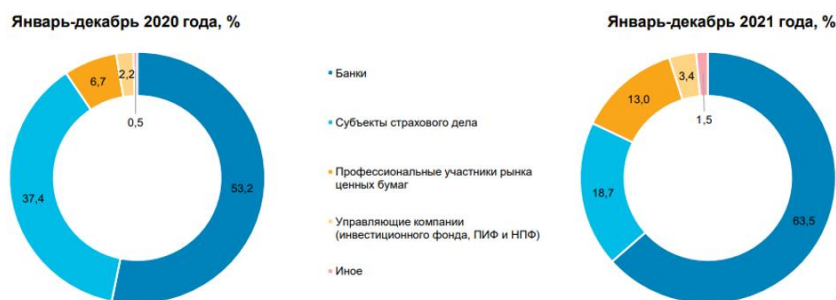 Январь-декабрь 2020 года, %
6,7
2,2
0,5
37,4
53,2
Банки
Субъекты страхового дела
Профессиональные участники рынка
ценных бумаг
Управляющие компании
(инвестиционного фонда, ПИФ и НПФ)
Иное
Январь-декабрь 2021 года, %
3,4
13,0
1,5
18,7
63,5